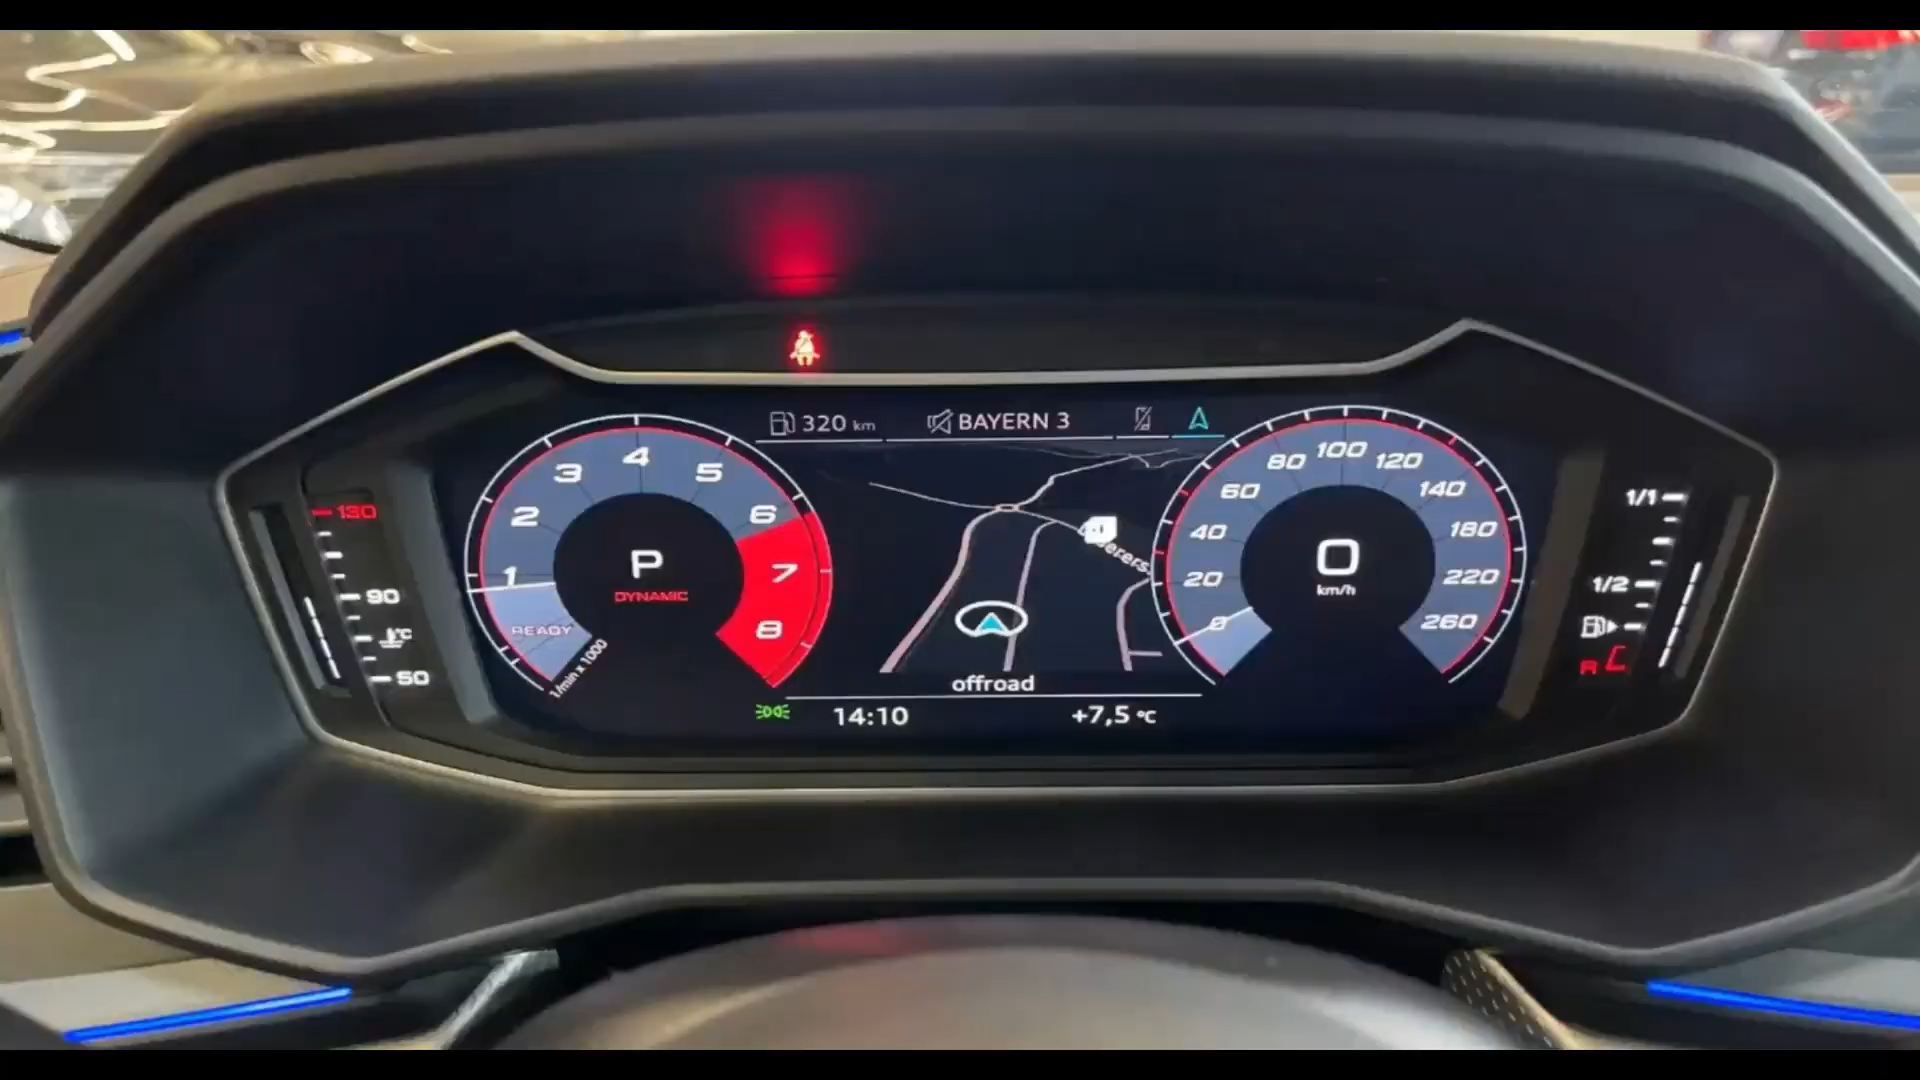 320 km
BAYERN 3
1 2 3 4 5 6 7 8
READY
1/min x 1000
P
DYNAMIC
0 20 40 60 80 100 120 140 180 220 260
0
km/h
130
90
°C
50
1/1
1/2
R
offroad
14:10
+7,5 °C